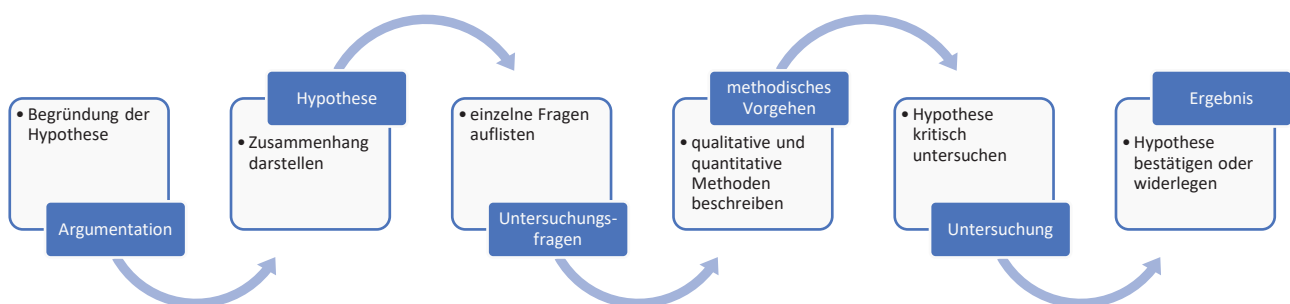 • Begründung der
Hypothese
Argumentation
Hypothese
• Zusammenhang
darstellen
• einzelne Fragen
auflisten
Untersuchungs-
fragen
methodisches
Vorgehen
• qualitative und
quantitative
Methoden
beschreiben
• Hypothese
kritisch
untersuchen
Untersuchung
Ergebnis
• Hypothese
bestätigen oder
widerlegen